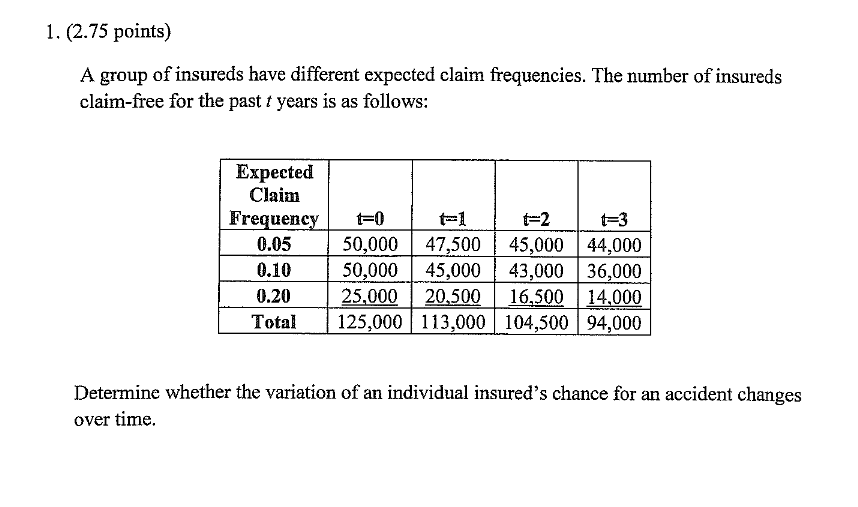 1. (2.75 points)
A group of insureds have different expected claim frequencies. The number of insureds
claim-free for the past t years is as follows:
Expected
Claim
Frequency t=0 t=1 t=2 t=3
0.05 50,000 47,500 45,000 44,000
0.10 50,000 45,000 43,000 36,000
0.20 25,000 20,500 16,500 14,000
Total 125,000 113,000 104,500 94,000
Determine whether the variation of an individual insured's chance for an accident changes
over time.